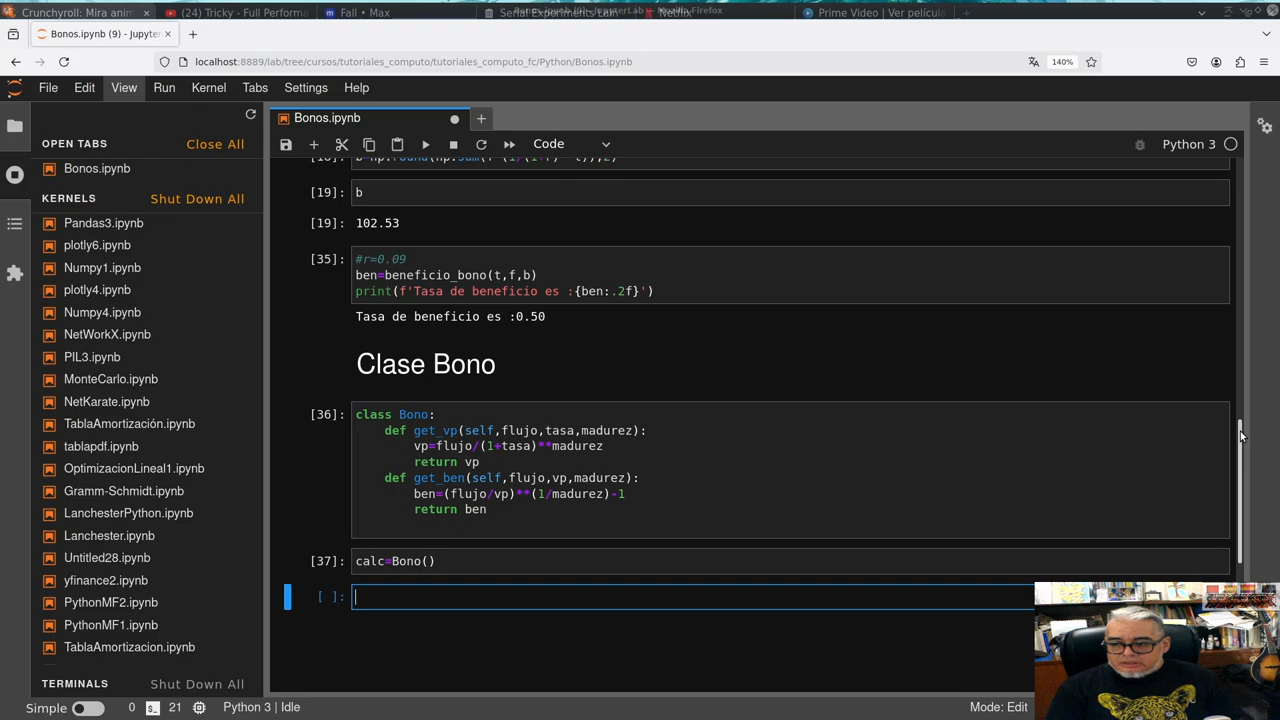 Crunchyroll: Mira anim
(24) Tricky - Full Performa
Fall • Max
Netflix
Prime Video | Ver película
Bonos.ipynb (9) - Jupyter
localhost:8889/lab/tree/cursos/tutoriales_computo/tutoriales_computo_fc/Python/Bonos.ipynb
140%
File Edit View Run Kernel Tabs Settings Help
Bonos.ipynb
OPEN TABS
Close All
Bonos.ipynb
KERNELS
Shut Down All
Pandas3.ipynb
plotly6.ipynb
Numpy1.ipynb
plotly4.ipynb
Numpy4.ipynb
NetWorkX.ipynb
PIL3.ipynb
MonteCarlo.ipynb
NetKarate.ipynb
TablaAmortización.ipynb
tablapdf.ipynb
OptimizacionLineal1.ipynb
Gramm-Schmidt.ipynb
LanchesterPython.ipynb
Lanchester.ipynb
Untitled28.ipynb
yfinance2.ipynb
PythonMF2.ipynb
PythonMF1.ipynb
TablaAmortizacion.ipynb
TERMINALS
Shut Down All
Code
Python 3
[19]: b
[19]: 102.53
[35]: #r=0.09
ben=beneficio_bono(t,f,b)
print(f'Tasa de beneficio es :{ben:.2f}')
Tasa de beneficio es :0.50
Clase Bono
[36]: class Bono:
def get_vp(self,flujo,tasa,madurez):
vp=flujo/(1+tasa)**madurez
return vp
def get_ben(self,flujo,vp,madurez):
ben=(flujo/vp)**(1/madurez)-1
return ben
[37]: calc=Bono()
[ ]:
Simple 0 21 Python 3 | Idle
Mode: Edit